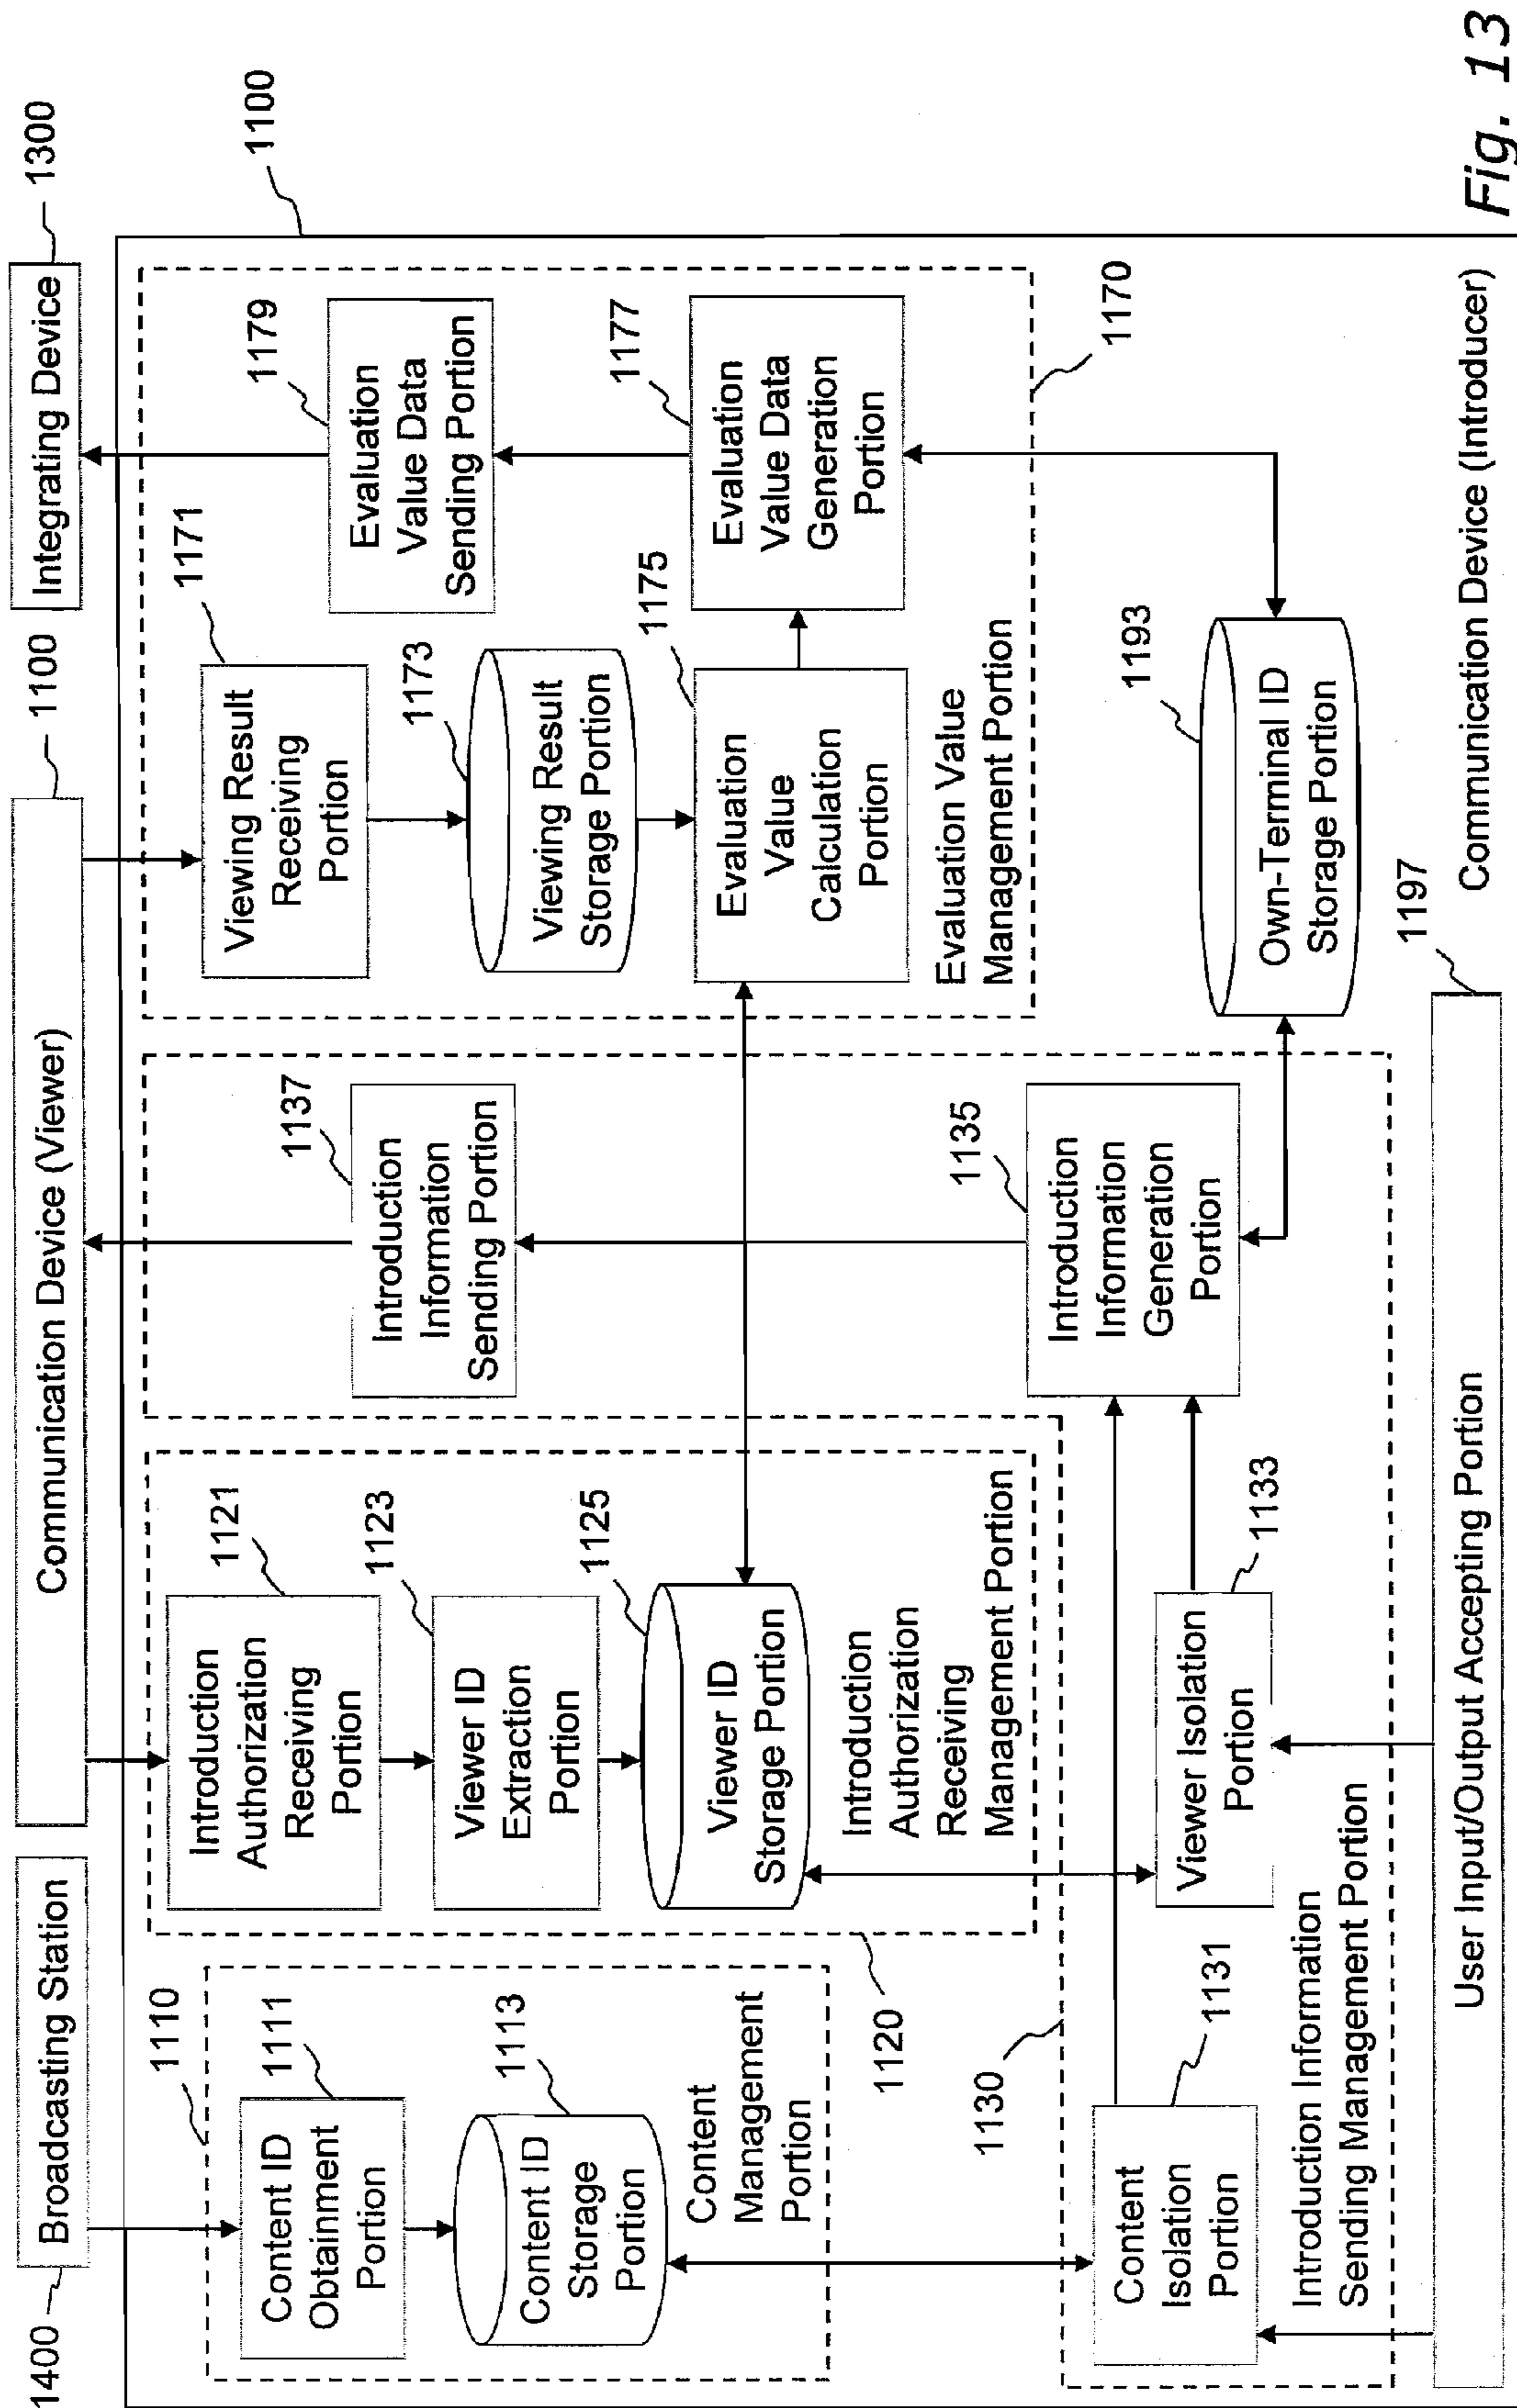 1400
Broadcasting Station
Communication Device (Viewer)
1100
Integrating Device
1300
1100
1110
1111
Content ID
Obtainment
Portion
1113
Content ID
Storage
Portion
Content
Management
Portion
1121
Introduction
Authorization
Receiving
Portion
1123
Viewer ID
Extraction
Portion
1125
Viewer ID
Storage Portion
Introduction
Authorization
Receiving
Management Portion
1120
1137
Introduction
Information
Sending Portion
1135
Introduction
Information
Generation
Portion
1130
1131
Content
Isolation
Portion
1133
Viewer Isolation
Portion
Introduction Information
Sending Management Portion
1171
Viewing Result
Receiving
Portion
1173
Viewing Result
Storage Portion
1175
Evaluation
Value
Calculation
Portion
1179
Evaluation
Value Data
Sending Portion
1177
Evaluation
Value Data
Generation
Portion
Evaluation Value
Management Portion
1170
1193
Own-Terminal ID
Storage Portion
1197
User Input/Output Accepting Portion
Communication Device (Introducer)
Fig. 13